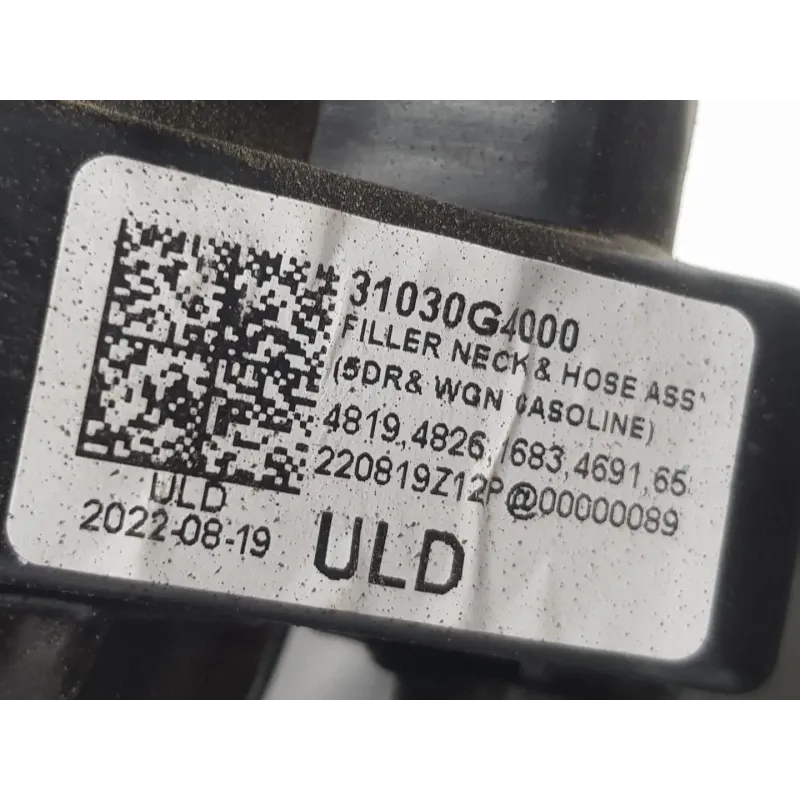 31030G4000
FILLER NECK & HOSE ASS'
(5DR& WGN GASOLINE)
4819,4826, 683,4691,65
220819Z12P@00000089
ULD
2022-08-19
ULD